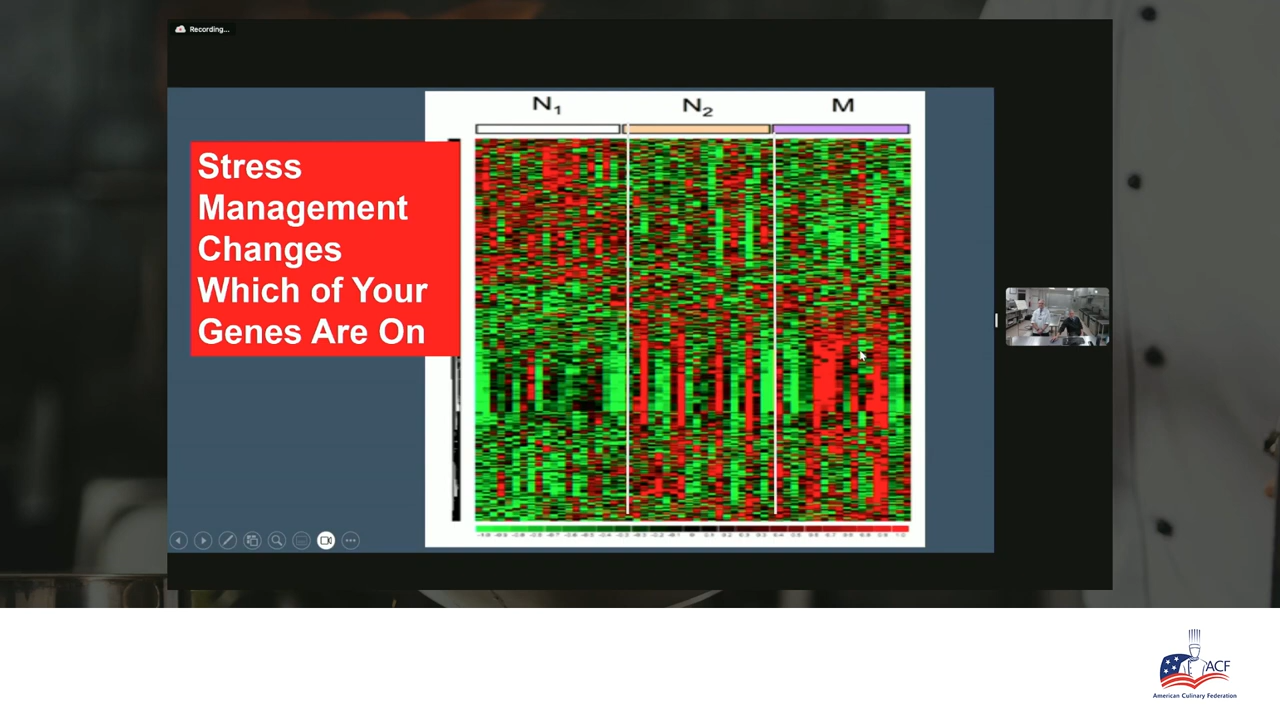 Recording...
N1
N2
M
Stress
Management
Changes
Which of Your
Genes Are On
ACF
American Culinary Federation